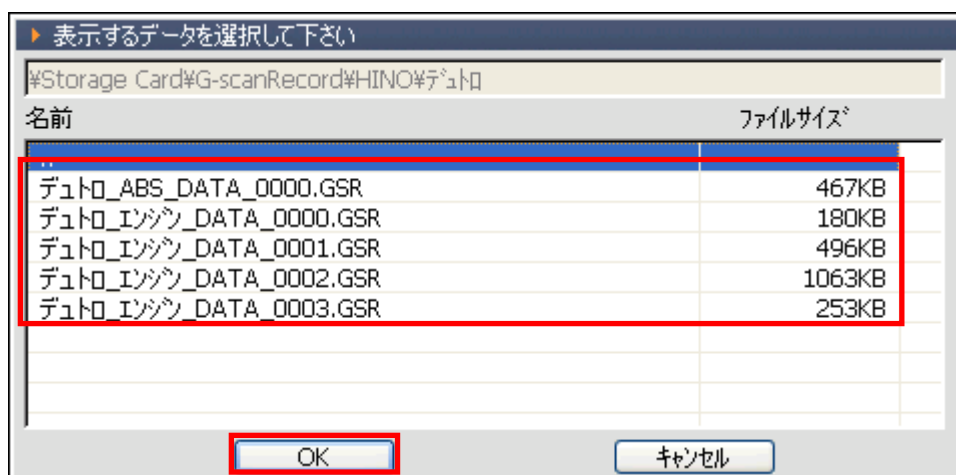 表示するデータを選択して下さい
¥Storage Card¥G-scanRecord¥HINO¥デュトロ
名前 ファイルサイズ
..
デュトロ_ABS_DATA_0000.GSR 467KB
デュトロ_エンジン_DATA_0000.GSR 180KB
デュトロ_エンジン_DATA_0001.GSR 496KB
デュトロ_エンジン_DATA_0002.GSR 1063KB
デュトロ_エンジン_DATA_0003.GSR 253KB
OK キャンセル